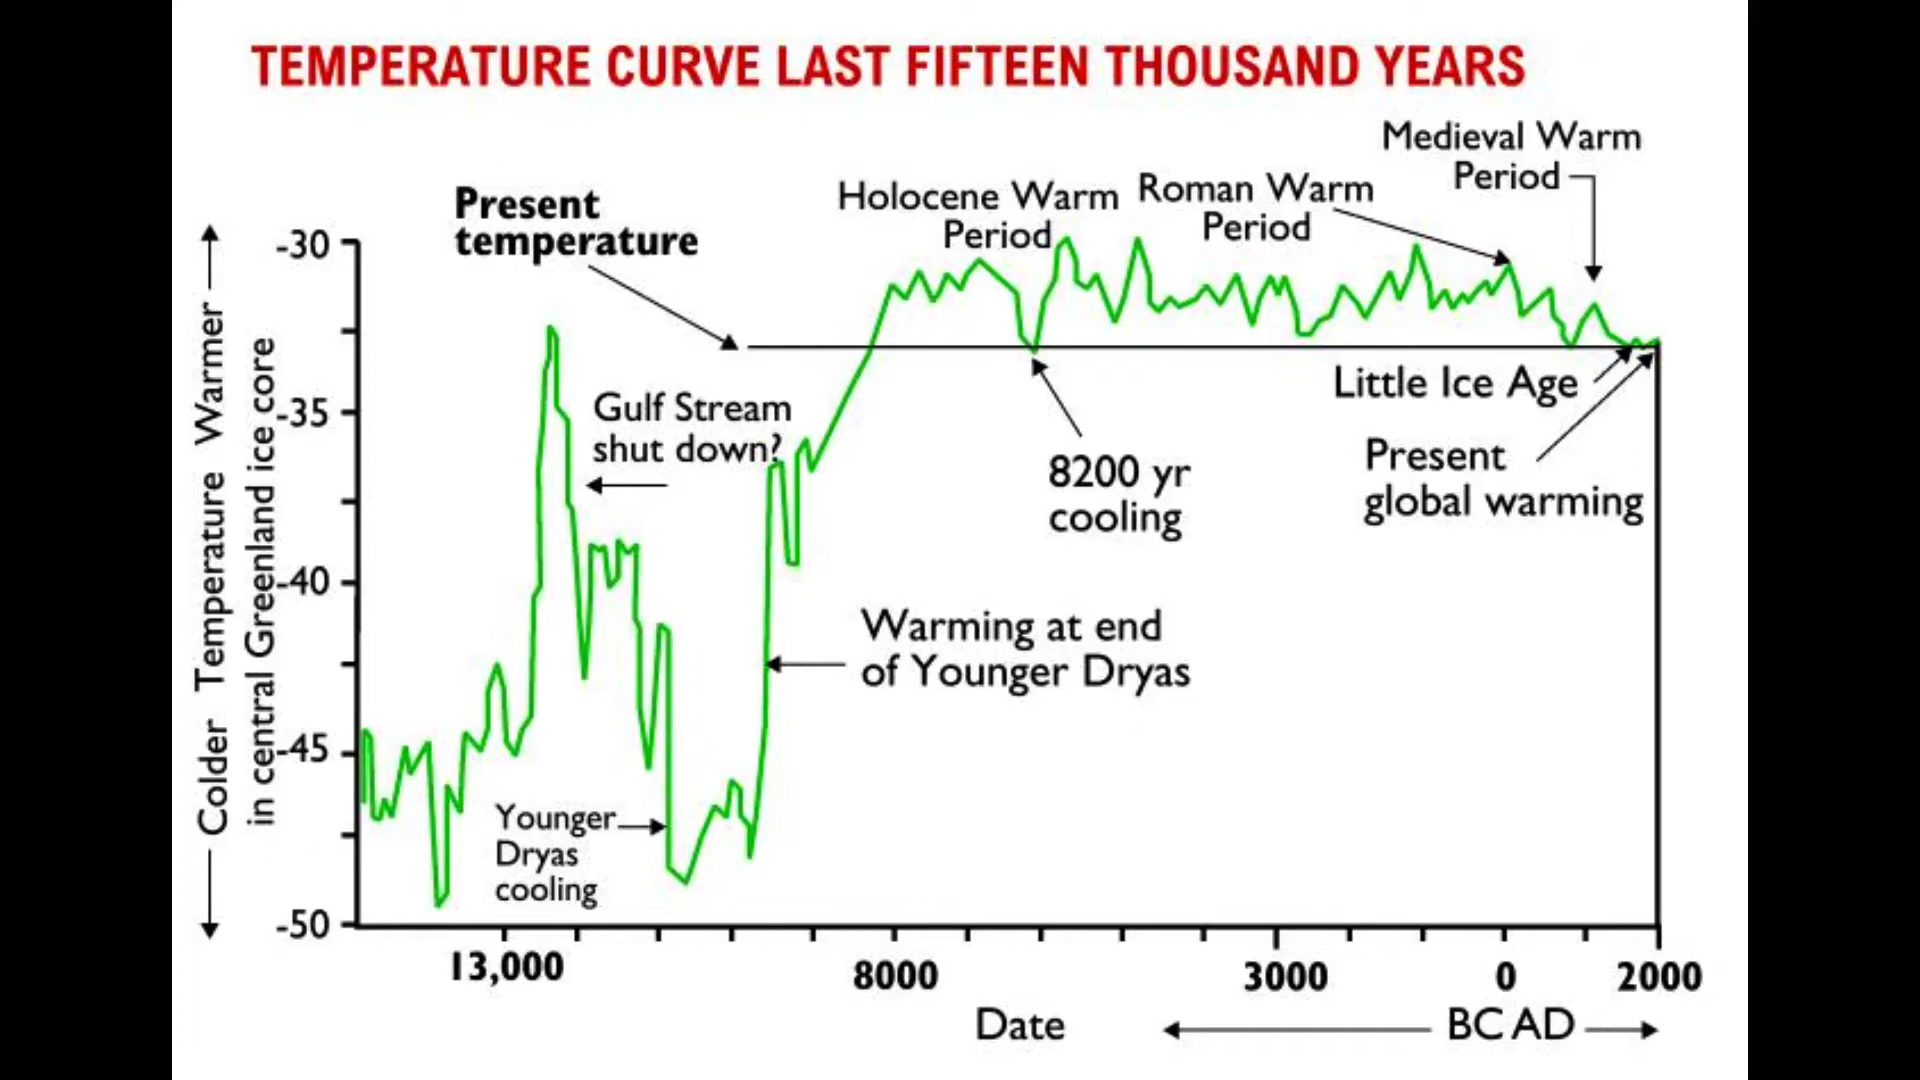 TEMPERATURE CURVE LAST FIFTEEN THOUSAND YEARS
Medieval Warm
Period
Roman Warm
Period
Holocene Warm
Period
Present
temperature
Colder Temperature Warmer
in central Greenland ice core
-30
-35
-40
-45
-50
Gulf Stream
shut down?
Little Ice Age
8200 yr
cooling
Present
global warming
Warming at end
of Younger Dryas
Younger
Dryas
cooling
13,000 8000 3000 0 2000
Date BC AD